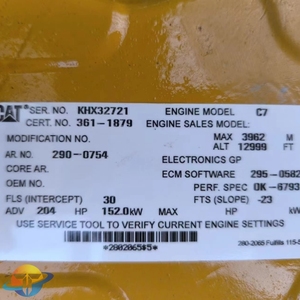 CAT SER. NO. KHX32721 ENGINE MODEL C7
CERT. NO. 361-1879 ENGINE SALES MODEL:
MODIFICATION NO. MAX 3962 M
ALT 12999 FT
AR.NO. 290-0754 ELECTRONICS GP
CORE AR. ECM SOFTWARE 295-0582
OEM NO. PERF. SPEC 0K-6793
FLS (INTERCEPT) 30 FTS (SLOPE) -23
ADV 204 HP 152.0kW HP kW
USE SERVICE TOOL TO VERIFY CURRENT ENGINE SETTINGS
*2802065#5*